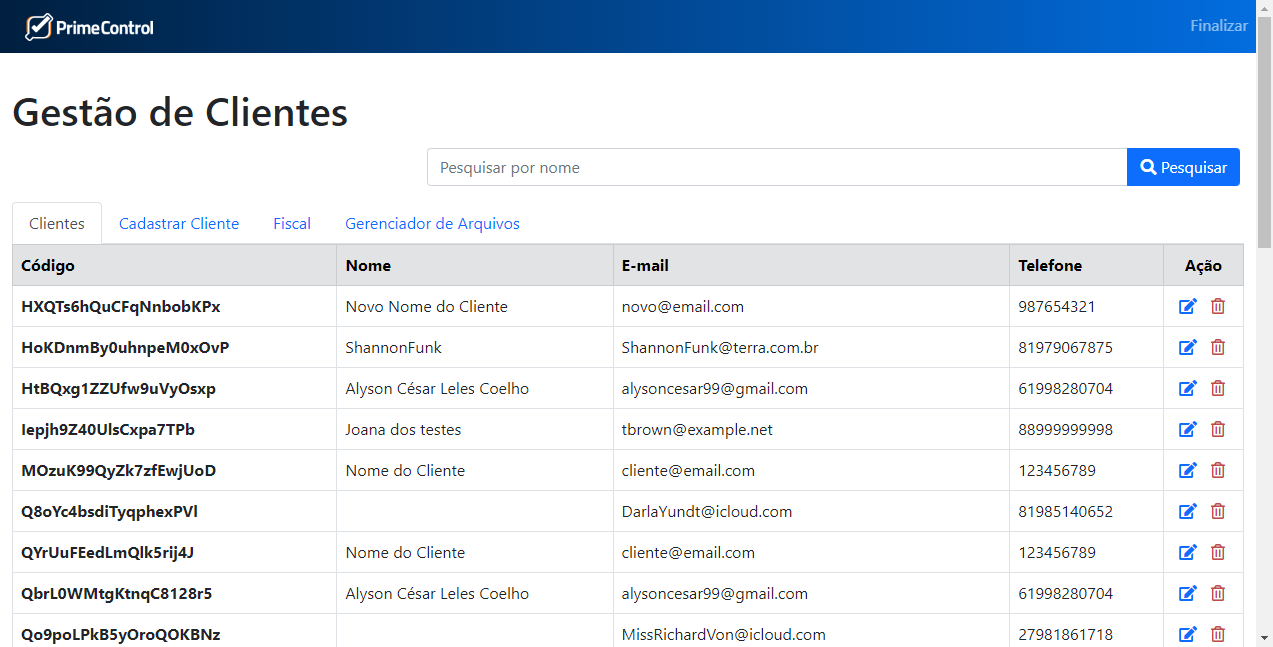 PrimeControl Finalizar
Gestão de Clientes
Pesquisar por nome Pesquisar
Clientes Cadastrar Cliente Fiscal Gerenciador de Arquivos
Código Nome E-mail Telefone Ação
HXQTs6hQuCFqNnbobKPx Novo Nome do Cliente novo@email.com 987654321
HoKDnmBy0uhnpeM0xOvP ShannonFunk ShannonFunk@terra.com.br 81979067875
HtBQxg1ZZUfw9uVyOsxp Alyson César Leles Coelho alysoncesar99@gmail.com 61998280704
Iepjh9Z40UlsCxpa7TPb Joana dos testes tbrown@example.net 88999999998
MOzuK99QyZk7zfEwjUoD Nome do Cliente cliente@email.com 123456789
Q8oYc4bsdiTyqphexPVl DarlaYundt@icloud.com 81985140652
QYrUuFEedLmQlk5rij4J Nome do Cliente cliente@email.com 123456789
QbrL0WMtgKtnqC8128r5 Alyson César Leles Coelho alysoncesar99@gmail.com 61998280704
Qo9poLPkB5yOroQOKBNz MissRichardVon@icloud.com 27981861718